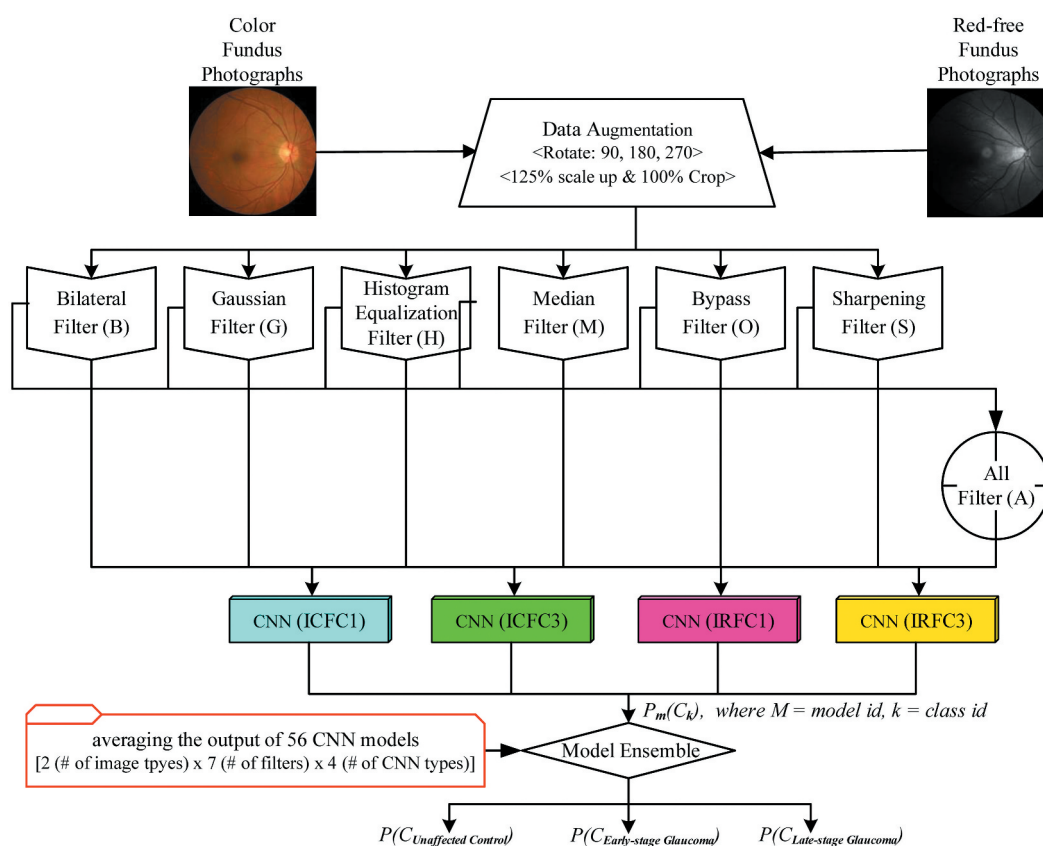 Color
Fundus
Photographs
Red-free
Fundus
Photographs
Data Augmentation
<Rotate: 90, 180, 270>
<125% scale up & 100% Crop>
Bilateral
Filter (B)
Gaussian
Filter (G)
Histogram
Equalization
Filter (H)
Median
Filter (M)
Bypass
Filter (O)
Sharpening
Filter (S)
All
Filter (A)
CNN (ICFC1)
CNN (ICFC3)
CNN (IRFC1)
CNN (IRFC3)
Pm(Ck), where M = model id, k = class id
averaging the output of 56 CNN models
[2 (# of image tpyes) x 7 (# of filters) x 4 (# of CNN types)]
Model Ensemble
P(CUnaffected Control)
P(CEarly-stage Glaucoma)
P(CLate-stage Glaucoma)